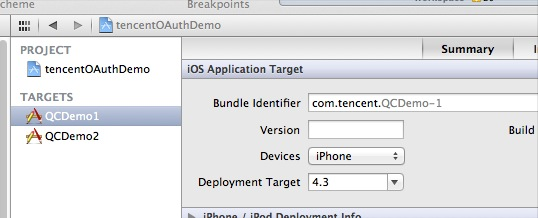 cheme
Breakpoints
tencentOAuthDemo
PROJECT
tencentOAuthDemo
TARGETS
QCDemo1
QCDemo2
Summary
iOS Application Target
Bundle Identifier com.tencent.QCDemo-1
Version Build
Devices iPhone
Deployment Target 4.3
iPhone / iPod Deployment Info